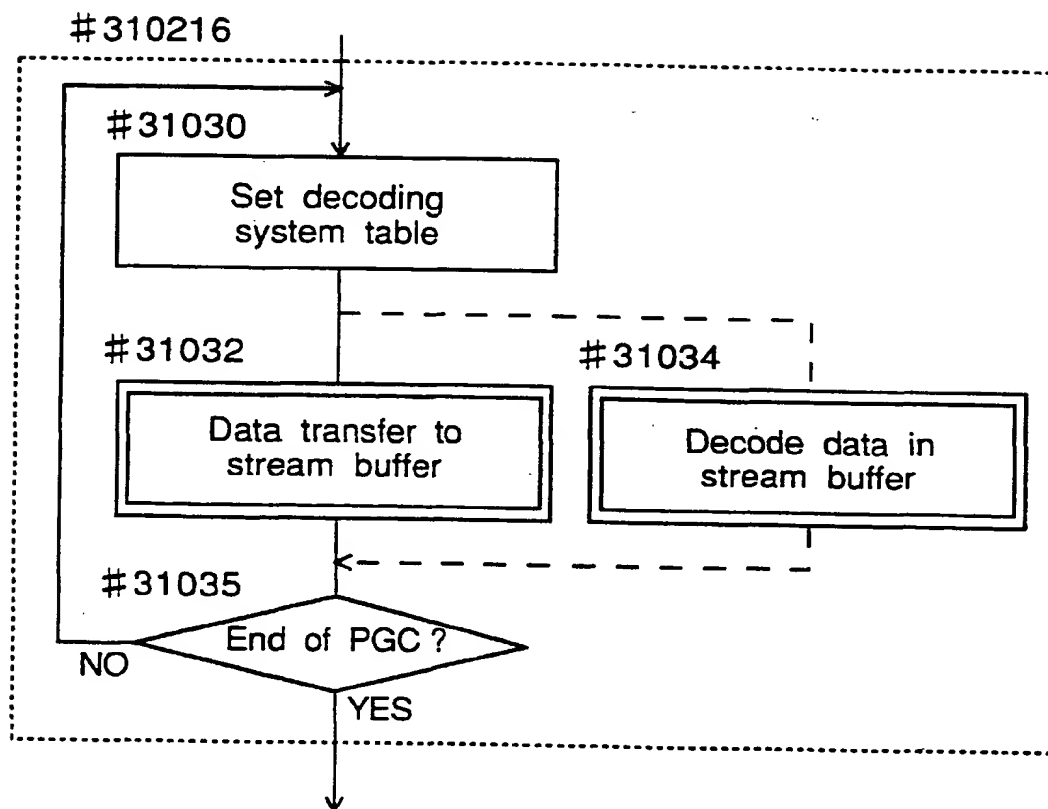 #310216
#31030
Set decoding
system table
#31032
#31034
Data transfer to
stream buffer
Decode data in
stream buffer
#31035
End of PGC ?
NO
YES